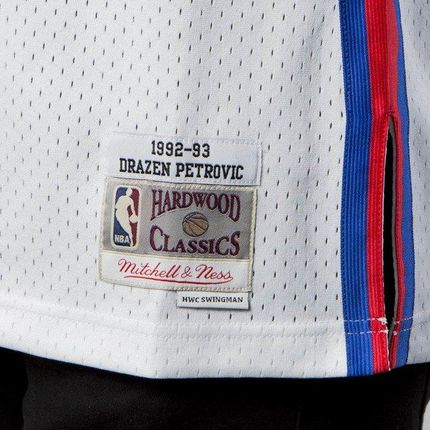 1992-93
DRAZEN PETROVIC
HARDWOOD
CLASSICS
NBA
Mitchell & Ness
HWC SWINGMAN